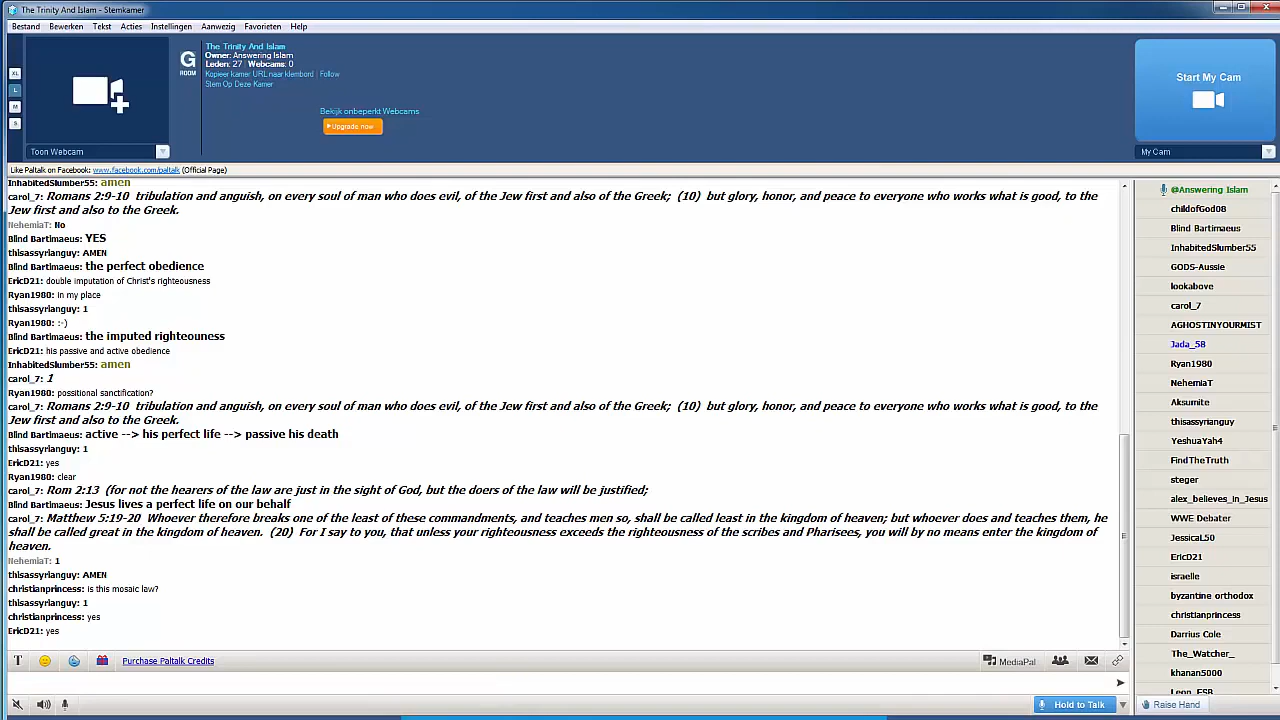 The Trinity And Islam - Stemkamer
Bestand Bewerken Tekst Acties Instellingen Aanwezig Favorieten Help
XL
L
M
S
Toon Webcam
G
ROOM
The Trinity And Islam
Owner: Answering Islam
Leden: 27 | Webcams: 0
Kopieer kamer URL naar klembord | Follow
Stem Op Deze Kamer
Bekijk onbeperkt Webcams
Upgrade now
Start My Cam
My Cam
Like Paltalk on Facebook: www.facebook.com/paltalk (Official Page)
InhabitedSlumber55: amen
carol_7: Romans 2:9-10 tribulation and anguish, on every soul of man who does evil, of the Jew first and also of the Greek; (10) but glory, honor, and peace to everyone who works what is good, to the
Jew first and also to the Greek.
NehemiaT: No
Blind Bartimaeus: YES
thisassyrianguy: AMEN
Blind Bartimaeus: the perfect obedience
EricD21: double imputation of Christ's righteousness
Ryan1980: in my place
thisassyrianguy: 1
Ryan1980: :-)
Blind Bartimaeus: the imputed righteouness
EricD21: his passive and active obedience
InhabitedSlumber55: amen
carol_7: 1
Ryan1980: possitional sanctification?
carol_7: Romans 2:9-10 tribulation and anguish, on every soul of man who does evil, of the Jew first and also of the Greek; (10) but glory, honor, and peace to everyone who works what is good, to the
Jew first and also to the Greek.
Blind Bartimaeus: active --> his perfect life --> passive his death
thisassyrianguy: 1
EricD21: yes
Ryan1980: clear
carol_7: Rom 2:13 (for not the hearers of the law are just in the sight of God, but the doers of the law will be justified;
Blind Bartimaeus: Jesus lives a perfect life on our behalf
carol_7: Matthew 5:19-20 Whoever therefore breaks one of the least of these commandments, and teaches men so, shall be called least in the kingdom of heaven; but whoever does and teaches them, he
shall be called great in the kingdom of heaven. (20) For I say to you, that unless your righteousness exceeds the righteousness of the scribes and Pharisees, you will by no means enter the kingdom of
heaven.
NehemiaT: 1
thisassyrianguy: AMEN
christianprincess: is this mosaic law?
thisassyrianguy: 1
christianprincess: yes
EricD21: yes
@Answering Islam
childofGod08
Blind Bartimaeus
InhabitedSlumber55
GODS-Aussie
lookabove
carol_7
AGHOSTINYOURMIST
Jada_58
Ryan1980
NehemiaT
Aksumite
thisassyrianguy
YeshuaYah4
FindTheTruth
steger
alex_believes_in_Jesus
WWE Debater
JessicaL50
EricD21
israelle
byzantine orthodox
christianprincess
Darrius Cole
The_Watcher_
khanan5000
Leon_FSB
T Purchase Paltalk Credits
MediaPal
Hold to Talk
Raise Hand